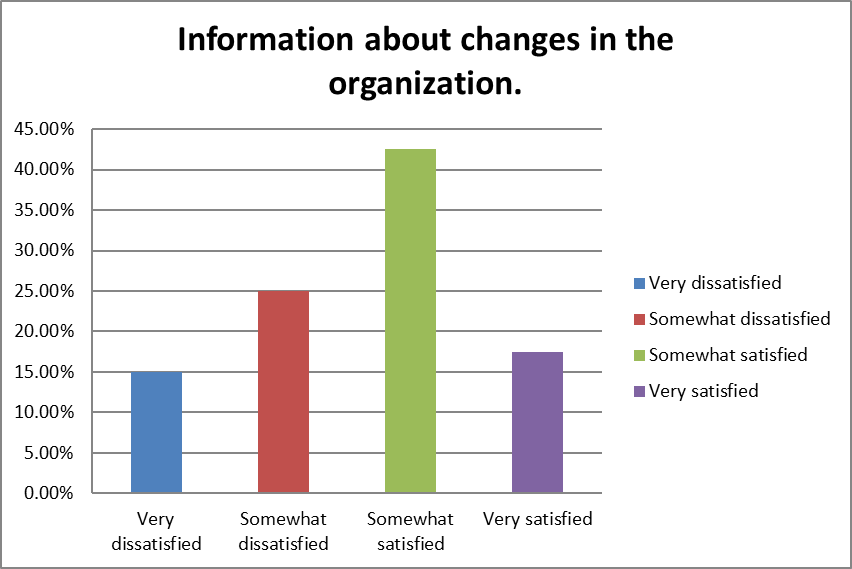 Information about changes in the
organization.
45.00%
40.00%
35.00%
30.00%
25.00%
20.00%
15.00%
10.00%
5.00%
0.00%
Very
dissatisfied
Somewhat
dissatisfied
Somewhat
satisfied
Very satisfied
Very dissatisfied
Somewhat dissatisfied
Somewhat satisfied
Very satisfied